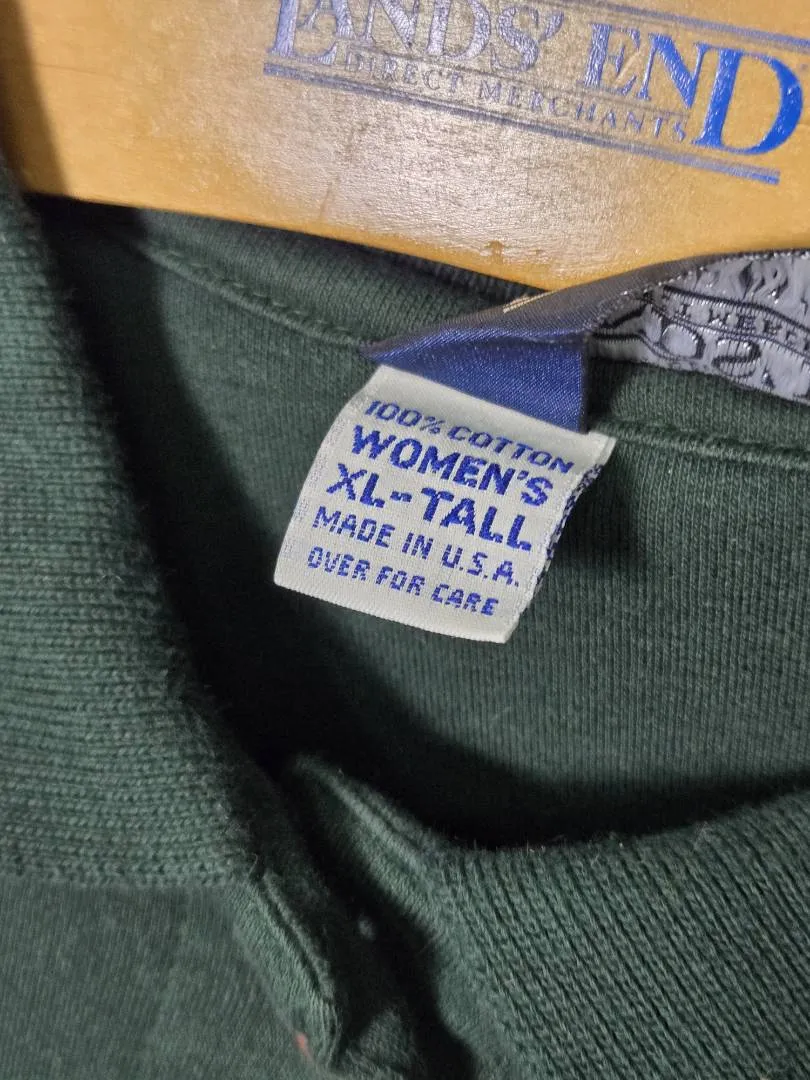 LANDS' END
DIRECT MERCHANTS
100% COTTON
WOMEN'S
XL-TALL
MADE IN U.S.A.
OVER FOR CARE